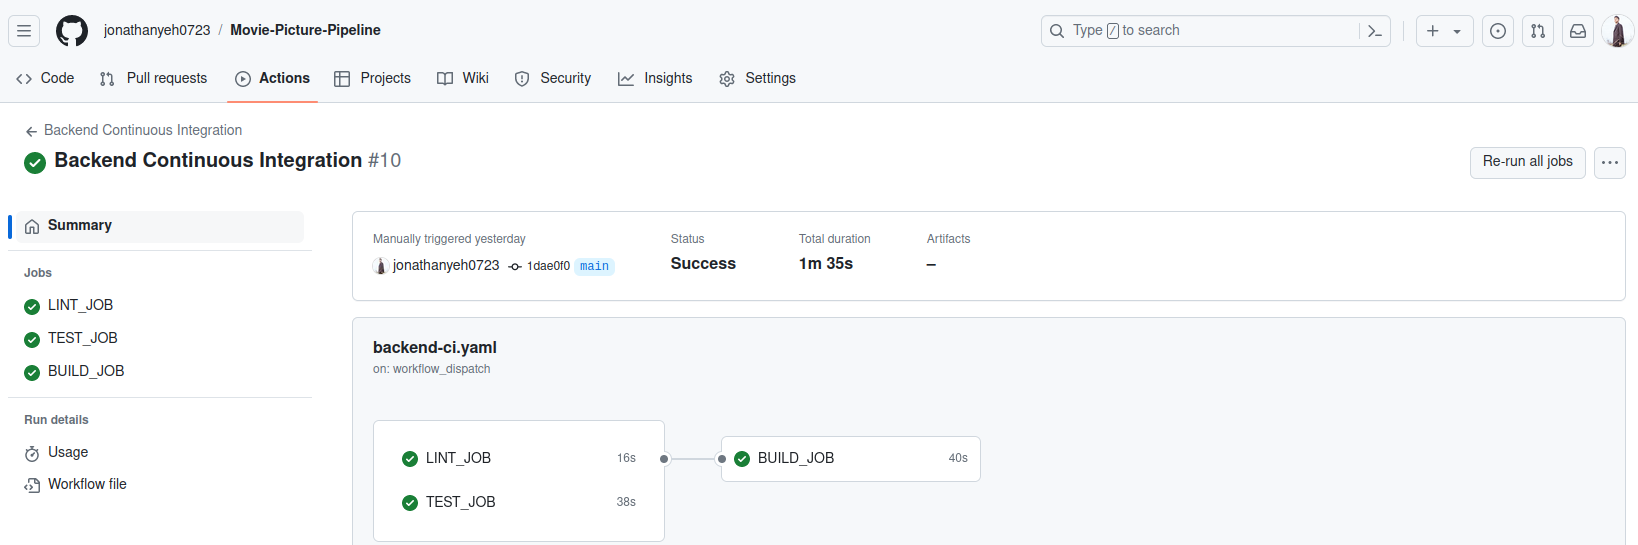 jonathanyeh0723 / Movie-Picture-Pipeline
Type / to search
Code
Pull requests
Actions
Projects
Wiki
Security
Insights
Settings
Backend Continuous Integration
Backend Continuous Integration #10
Re-run all jobs
Summary
Jobs
LINT_JOB
TEST_JOB
BUILD_JOB
Run details
Usage
Workflow file
Manually triggered yesterday
jonathanyeh0723 1dae0f0 main
Status
Success
Total duration
1m 35s
Artifacts
–
backend-ci.yaml
on: workflow_dispatch
LINT_JOB 16s
TEST_JOB 38s
BUILD_JOB 40s